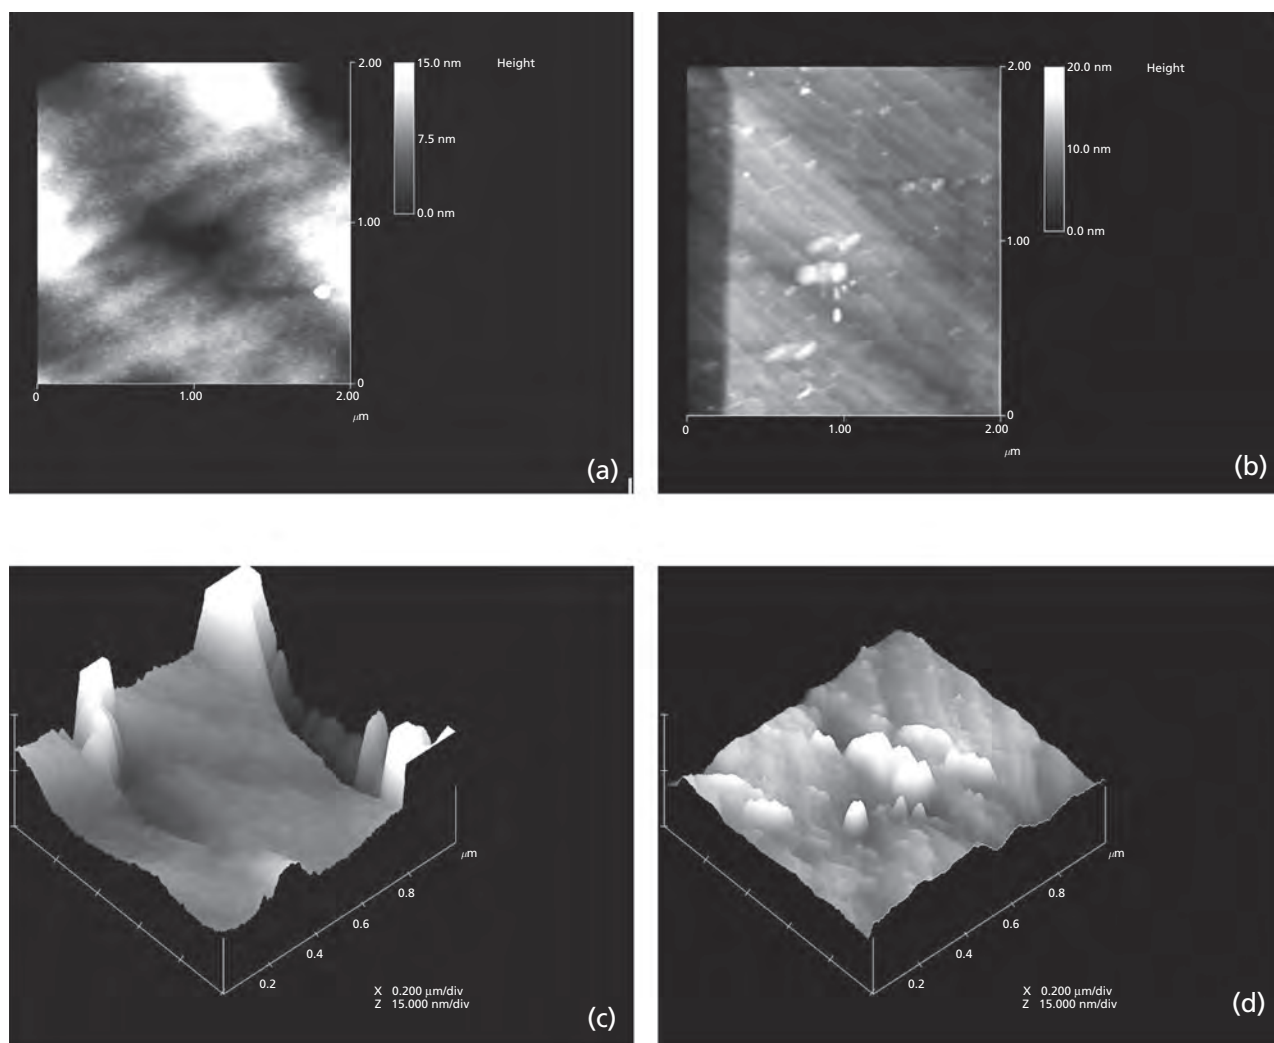 2.00
15.0 nm
Height
7.5 nm
0.0 nm
1.00
0
0
1.00
2.00
μm
(a)
2.00
20.0 nm
Height
10.0 nm
0.0 nm
1.00
0
0
1.00
2.00
μm
(b)
μm
0.8
0.6
0.4
0.2
X 0.200 μm/div
Z 15.000 nm/div
(c)
μm
0.8
0.6
0.4
0.2
X 0.200 μm/div
Z 15.000 nm/div
(d)